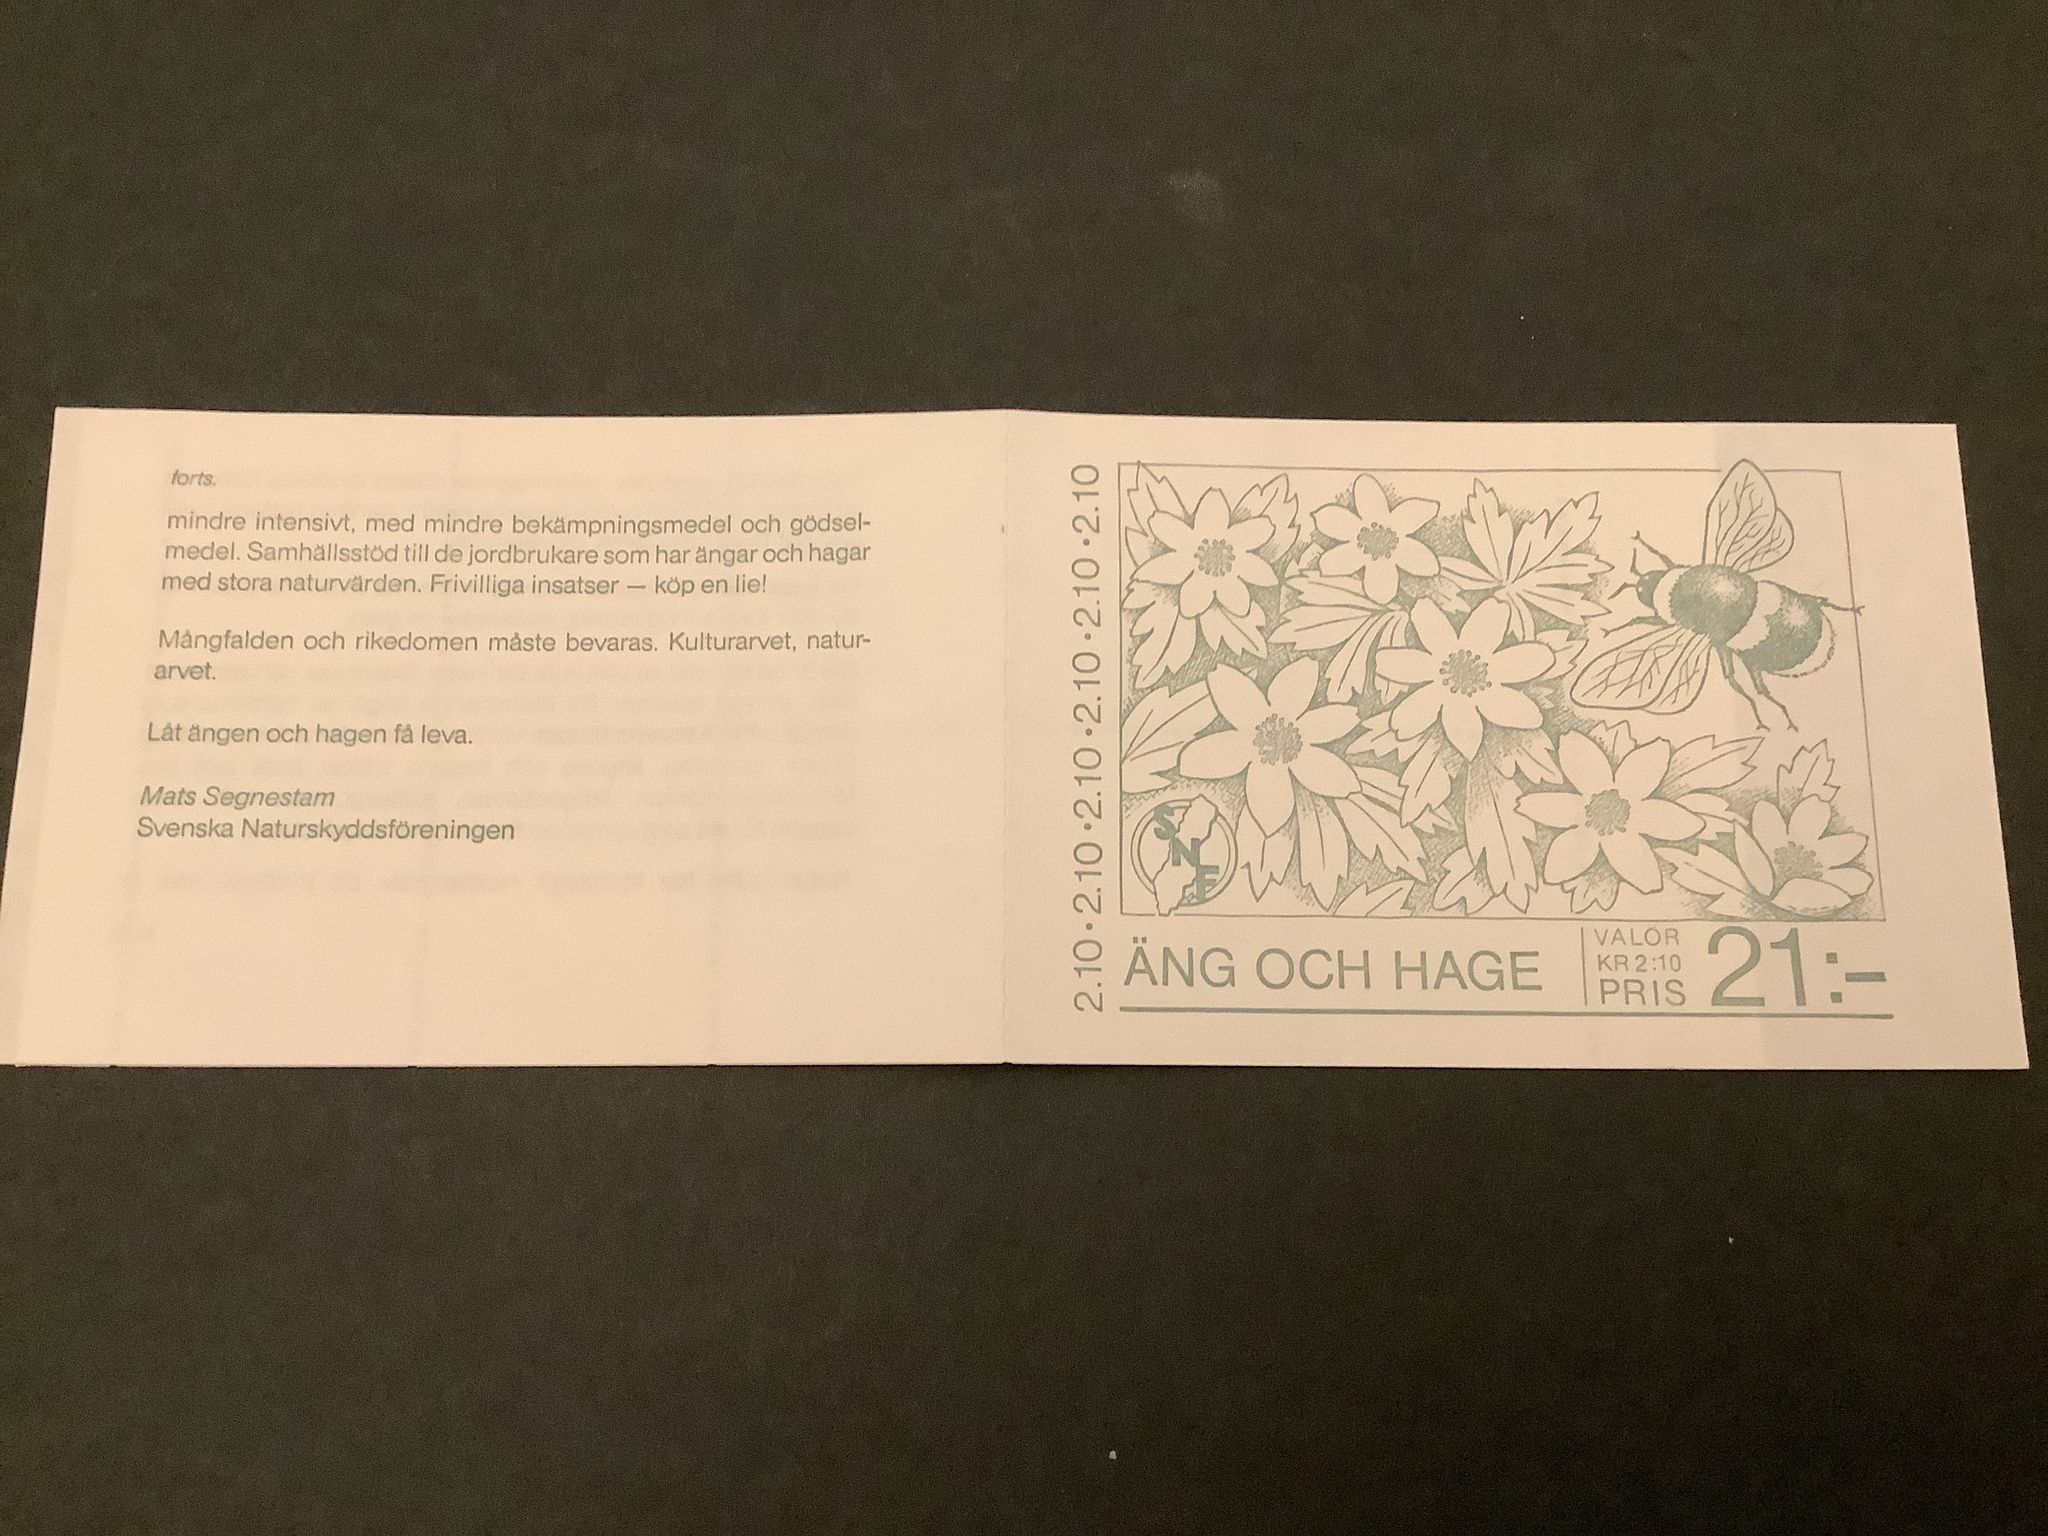 forts.
mindre intensivt, med mindre bekämpningsmedel och gödsel-
medel. Samhällsstöd till de jordbrukare som har ängar och hagar
med stora naturvärden. Frivilliga insatser — köp en lie!
Mångfalden och rikedomen måste bevaras. Kulturarvet, natur-
arvet.
Låt ängen och hagen få leva.
Mats Segnestam
Svenska Naturskyddsföreningen
2.10•2.10•2.10•2.10•2.10•2.10
SNF
ÄNG OCH HAGE
VALÖR
KR 2:10
PRIS
21:-